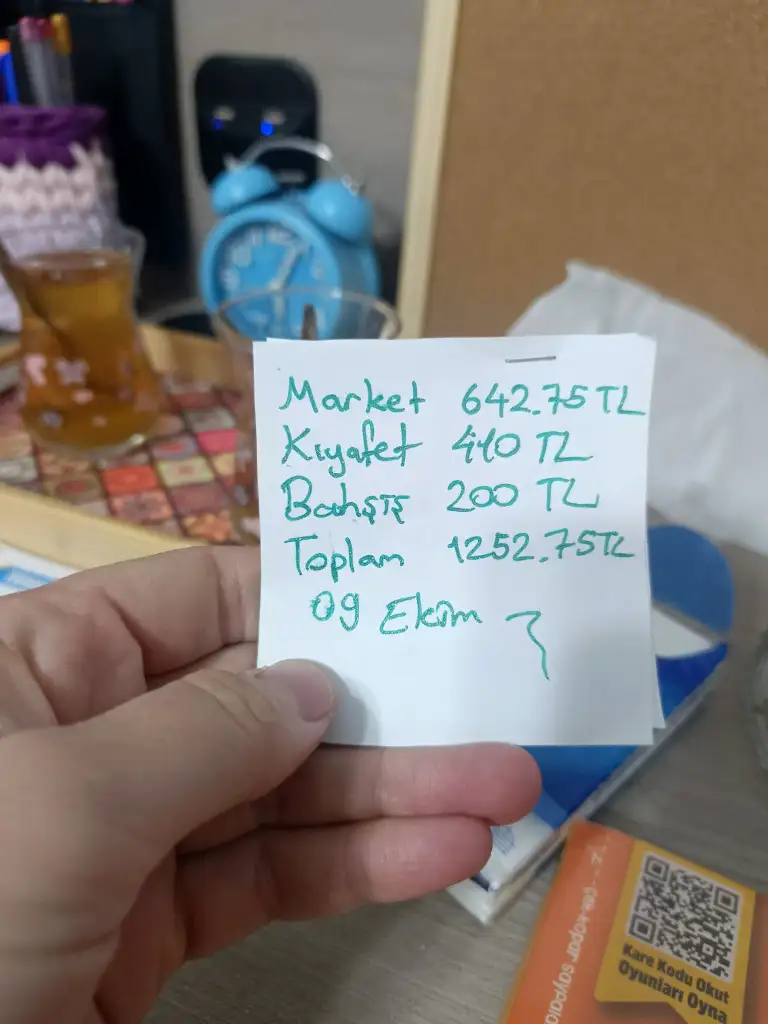 Market 642.75 TL
Kıyafet 410 TL
Bahşiş 200 TL
Toplam 1252.75 TL
09 Ekim
Kare Kodu Okut
Oyunları Oyna